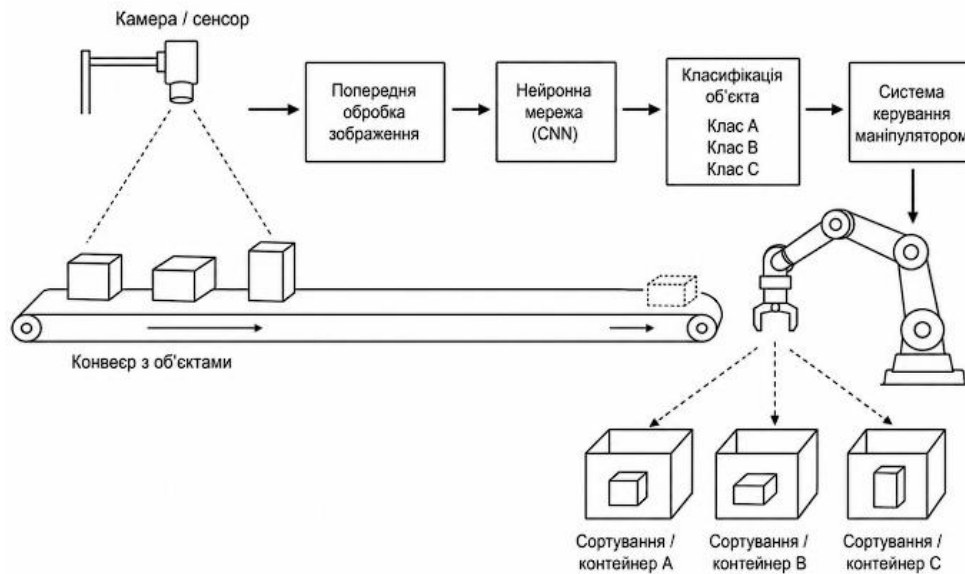 Камера / сенсор
Попередня
обробка
зображення
Нейронна
мережа
(CNN)
Класифікація
об'єкта
Клас А
Клас В
Клас С
Система
керування
маніпулятором
Конвеєр з об'єктами
Сортування /
контейнер А
Сортування /
контейнер В
Сортування /
контейнер С